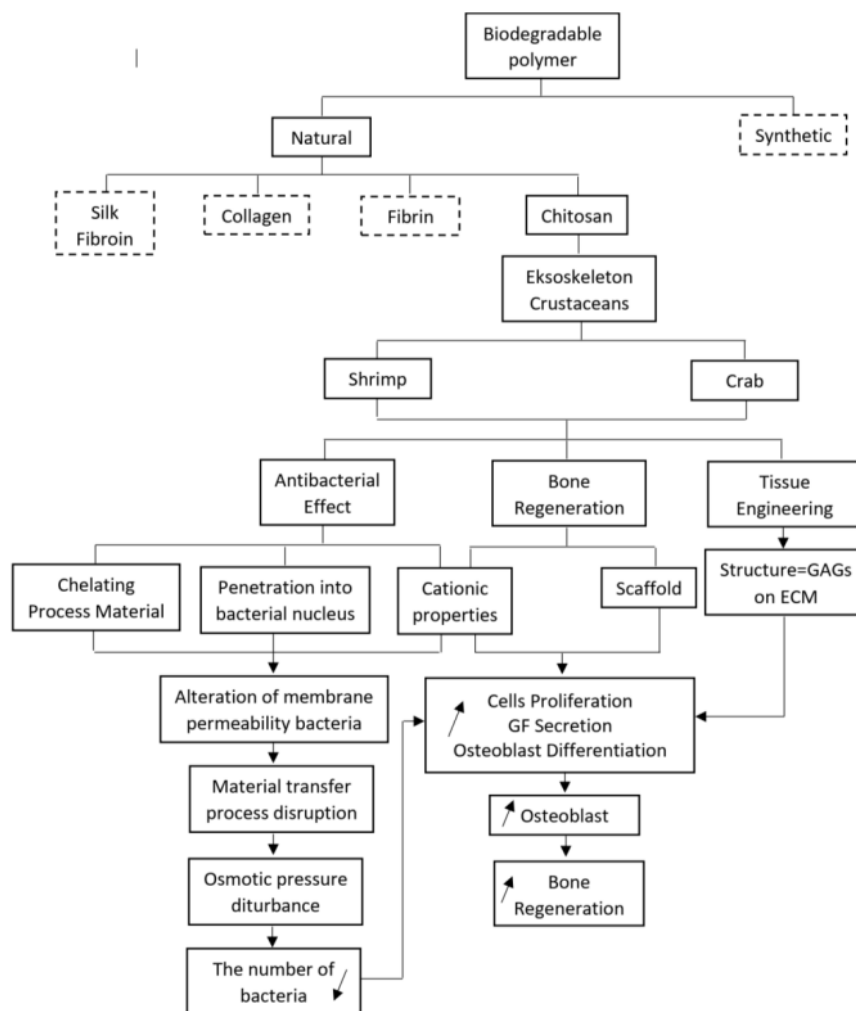 Biodegradable
polymer
Natural
Synthetic
Silk
Fibroin
Collagen
Fibrin
Chitosan
Eksoskeleton
Crustaceans
Shrimp
Crab
Antibacterial
Effect
Bone
Regeneration
Tissue
Engineering
Chelating
Process Material
Penetration into
bacterial nucleus
Cationic
properties
Scaffold
Structure=GAGs
on ECM
Alteration of membrane
permeability bacteria
Cells Proliferation
GF Secretion
Osteoblast Differentiation
Material transfer
process disruption
Osteoblast
Osmotic pressure
diturbance
Bone
Regeneration
The number of
bacteria